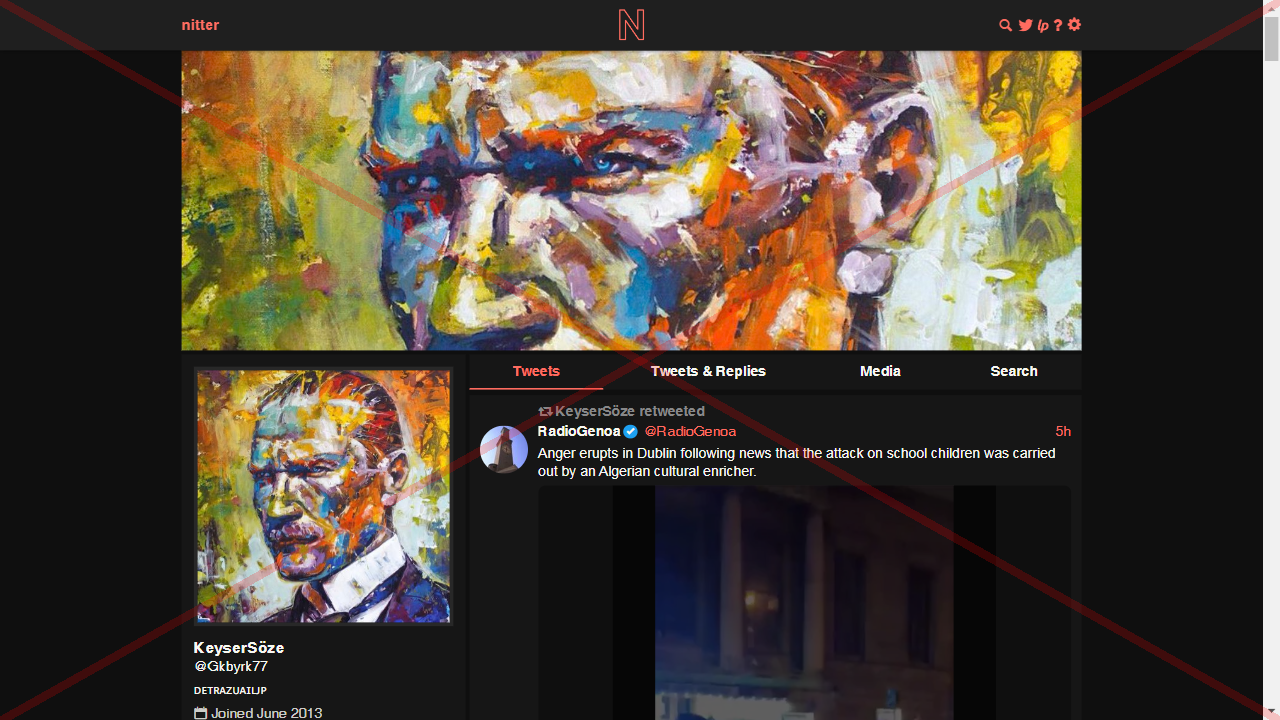 nitter
N
lp ?
Tweets
Tweets & Replies
Media
Search
KeyserSöze retweeted
RadioGenoa @RadioGenoa 5h
Anger erupts in Dublin following news that the attack on school children was carried
out by an Algerian cultural enricher.
KeyserSöze
@Gkbyrk77
DETRAZUAILJP
Joined June 2013